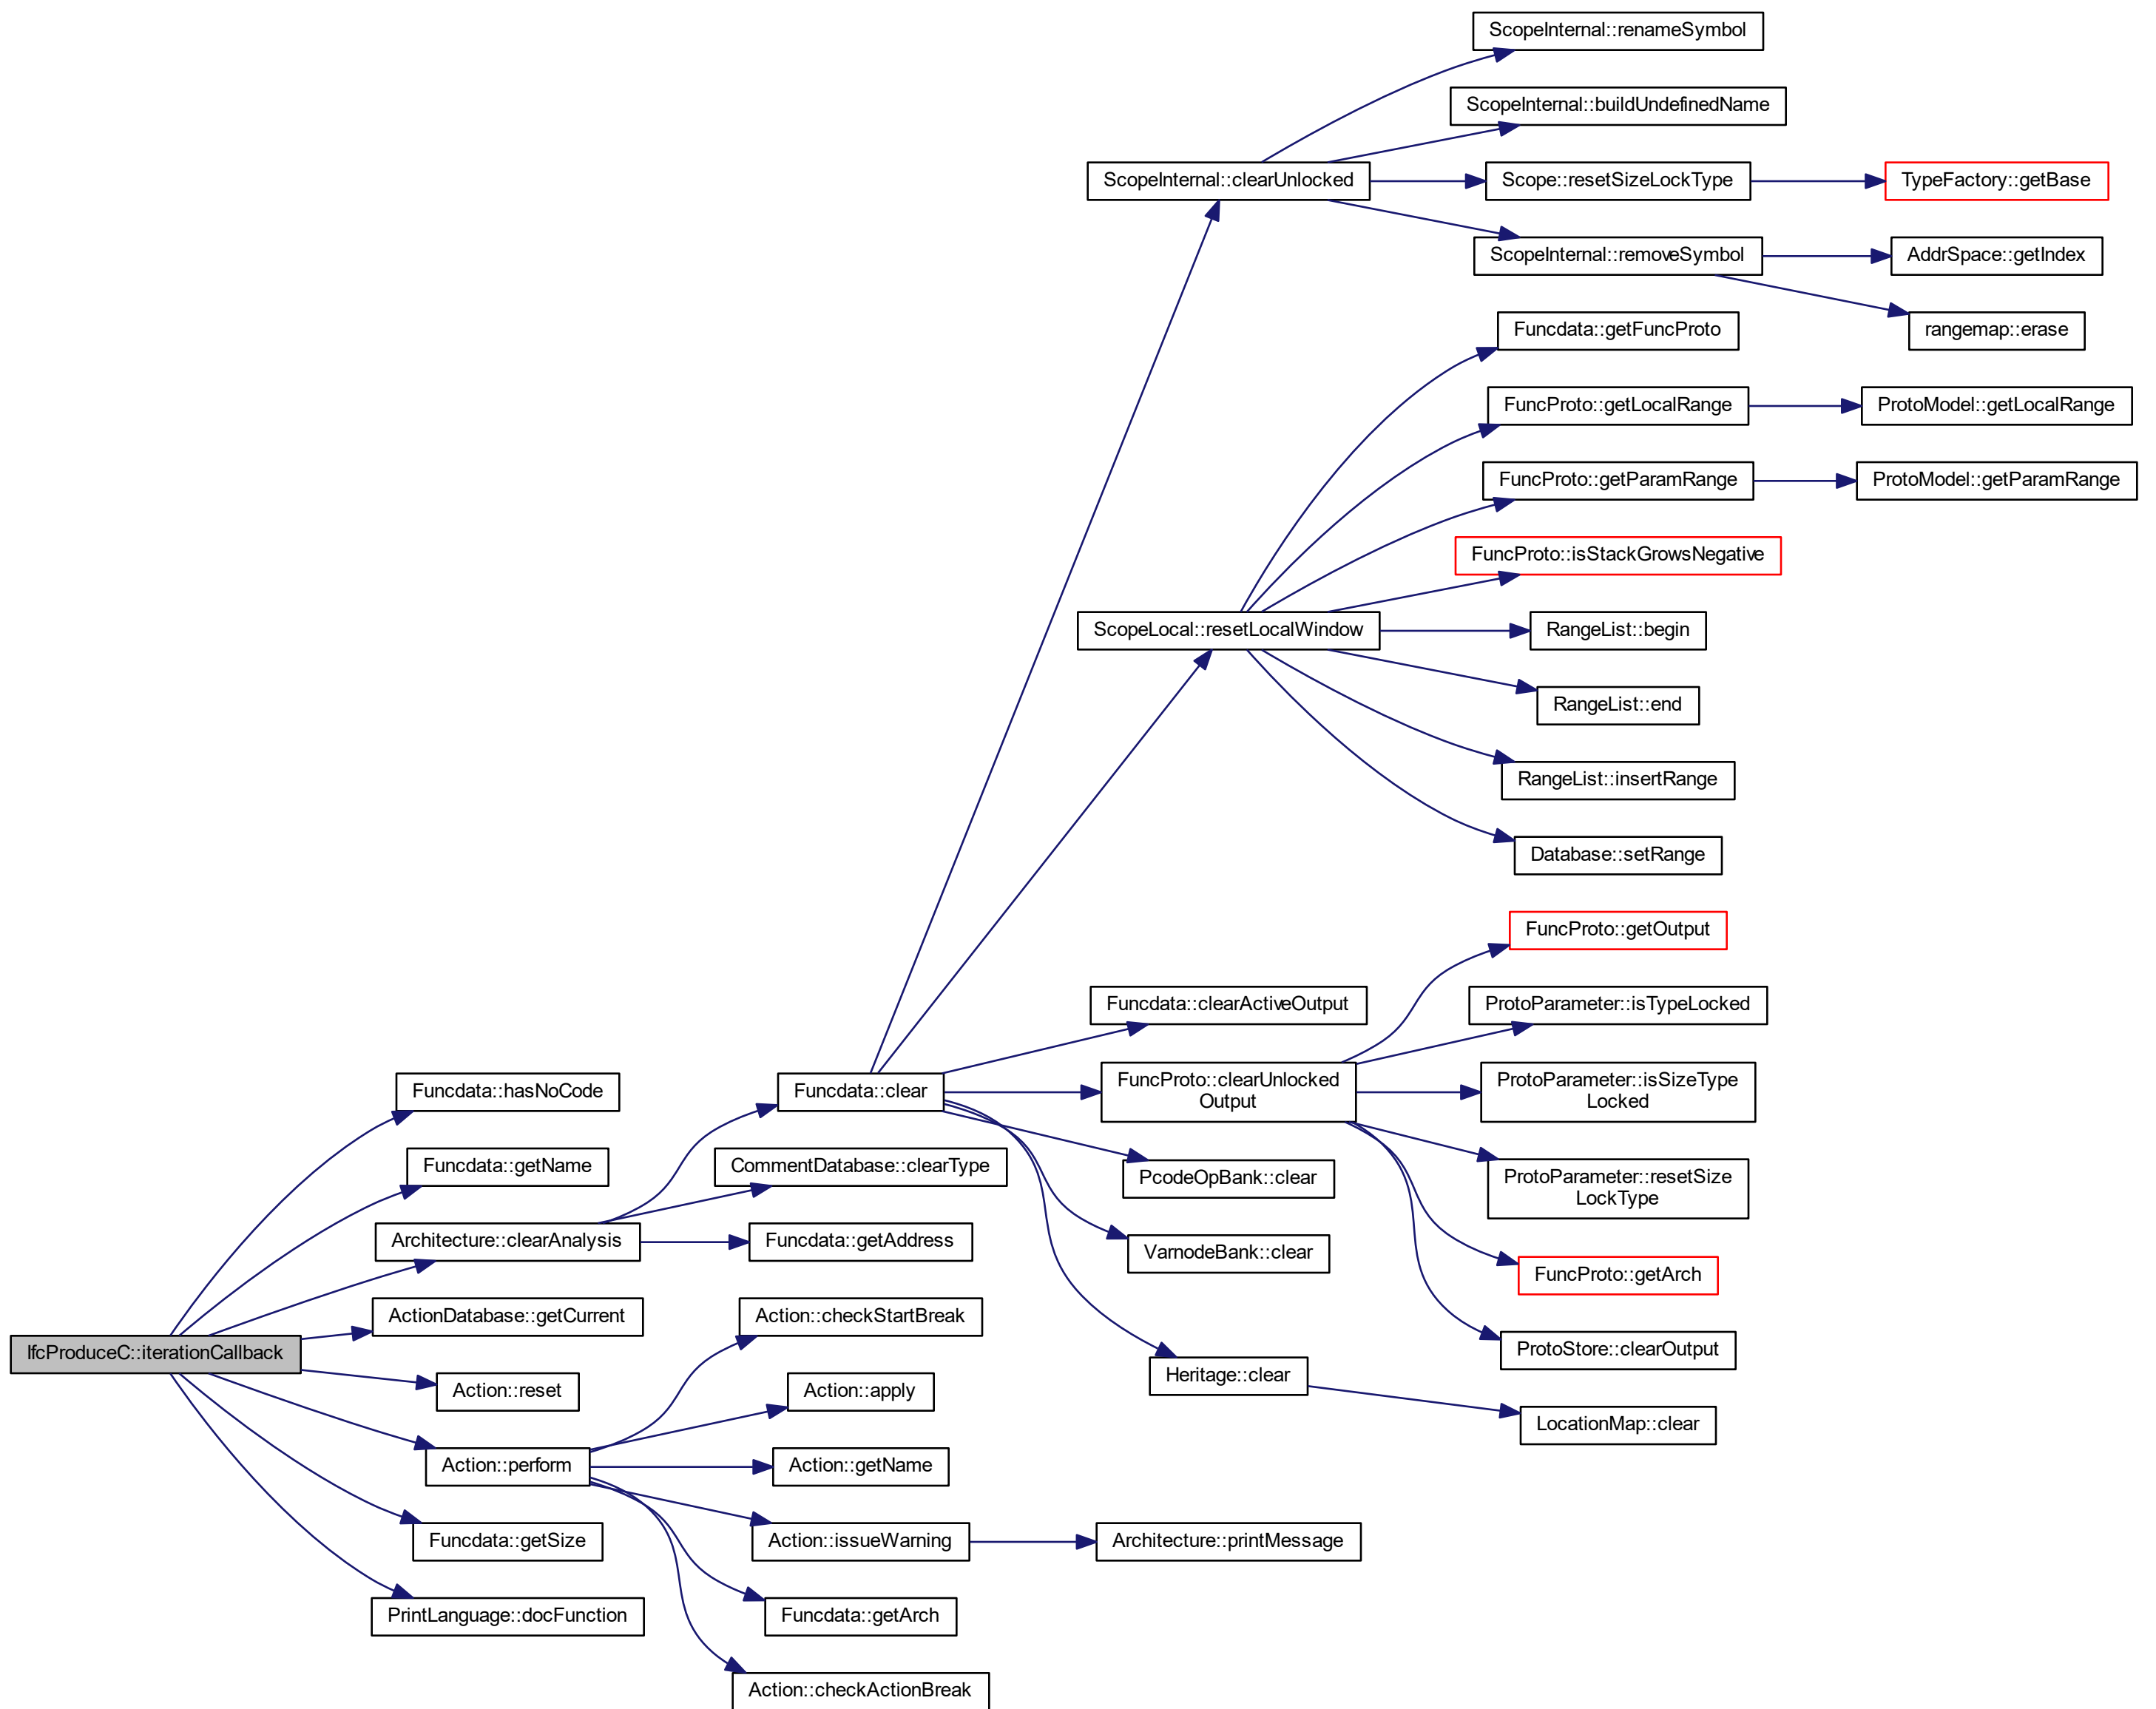 ScopeInternal::renameSymbol
ScopeInternal::buildUndefinedName
ScopeInternal::clearUnlocked
Scope::resetSizeLockType
TypeFactory::getBase
ScopeInternal::removeSymbol
AddrSpace::getIndex
rangemap::erase
Funcdata::getFuncProto
FuncProto::getLocalRange
ProtoModel::getLocalRange
FuncProto::getParamRange
ProtoModel::getParamRange
FuncProto::isStackGrowsNegative
ScopeLocal::resetLocalWindow
RangeList::begin
RangeList::end
RangeList::insertRange
Database::setRange
FuncProto::getOutput
Funcdata::clearActiveOutput
ProtoParameter::isTypeLocked
Funcdata::hasNoCode
Funcdata::clear
FuncProto::clearUnlocked
Output
ProtoParameter::isSizeType
Locked
Funcdata::getName
CommentDatabase::clearType
PcodeOpBank::clear
ProtoParameter::resetSize
LockType
Architecture::clearAnalysis
Funcdata::getAddress
VarnodeBank::clear
FuncProto::getArch
ActionDatabase::getCurrent
Action::checkStartBreak
IfcProduceC::iterationCallback
ProtoStore::clearOutput
Action::reset
Action::apply
Heritage::clear
LocationMap::clear
Action::perform
Action::getName
Funcdata::getSize
Action::issueWarning
Architecture::printMessage
PrintLanguage::docFunction
Funcdata::getArch
Action::checkActionBreak